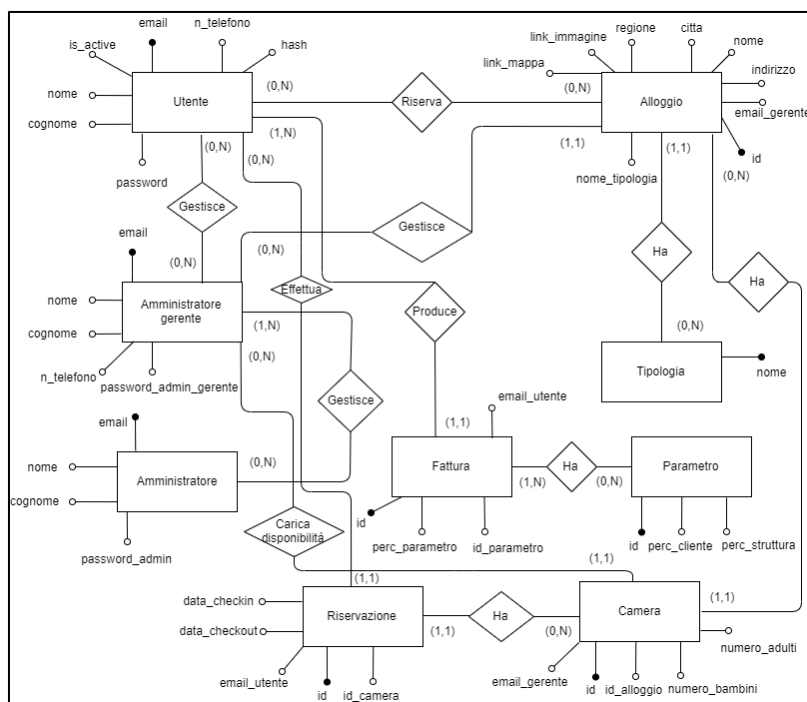 email
n_telefono
is_active
hash
nome
cognome
password
Utente
(0,N)
(1,N)
(0,N)
(0,N)
Riserva
(0,N)
link_immagine
regione
citta
nome
link_mappa
indirizzo
email_gerente
id
nome_tipologia
Alloggio
(1,1)
(1,1)
(0,N)
Gestisce
Gestisce
email
(0,N)
(0,N)
nome
cognome
n_telefono
password_admin_gerente
Amministratore
gerente
(1,N)
(0,N)
Effettua
Produce
Ha
Ha
(0,N)
Tipologia
nome
Gestisce
email
nome
cognome
password_admin
Amministratore
(0,N)
email_utente
(1,1)
Fattura
(1,N)
Ha
(0,N)
Parametro
id
perc_parametro
id_parametro
id
perc_cliente
perc_struttura
Carica
disponibilità
(1,1)
(1,1)
(1,1)
data_checkin
data_checkout
Riservazione
(1,1)
Ha
(0,N)
Camera
email_utente
id
id_camera
email_gerente
id
id_alloggio
numero_bambini
numero_adulti